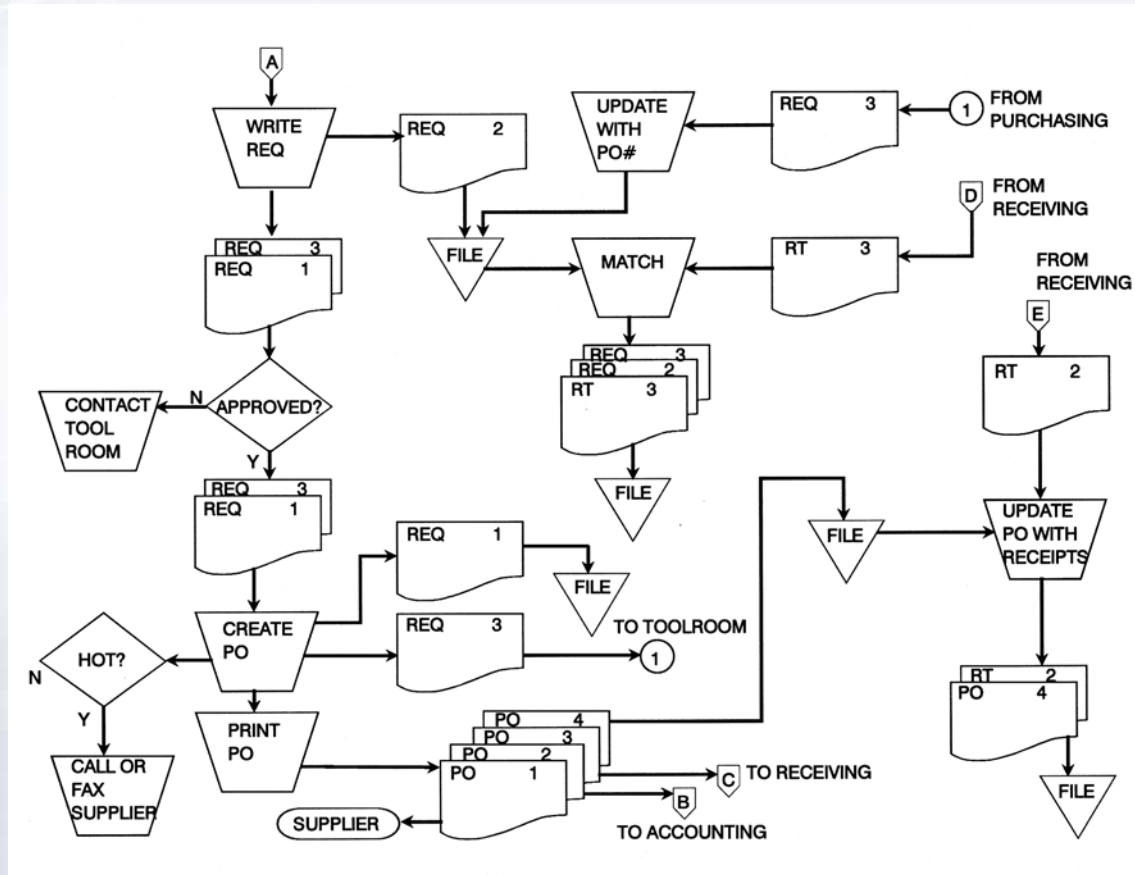 A
WRITE
REQ
REQ 2
UPDATE
WITH
PO#
REQ 3
1
FROM
PURCHASING
D
FROM
RECEIVING
REQ 3
REQ 1
FILE
MATCH
RT 3
FROM
RECEIVING
E
RT 2
REQ 3
REQ 2
RT 3
N
APPROVED?
CONTACT
TOOL
ROOM
Y
FILE
REQ 3
REQ 1
REQ 1
FILE
FILE
UPDATE
PO WITH
RECEIPTS
CREATE
PO
REQ 3
TO TOOLROOM
1
HOT?
N
Y
PRINT
PO
RT 2
PO 4
CALL OR
FAX
SUPPLIER
PO 4
PO 3
PO 2
PO 1
C
TO RECEIVING
B
TO ACCOUNTING
SUPPLIER
FILE